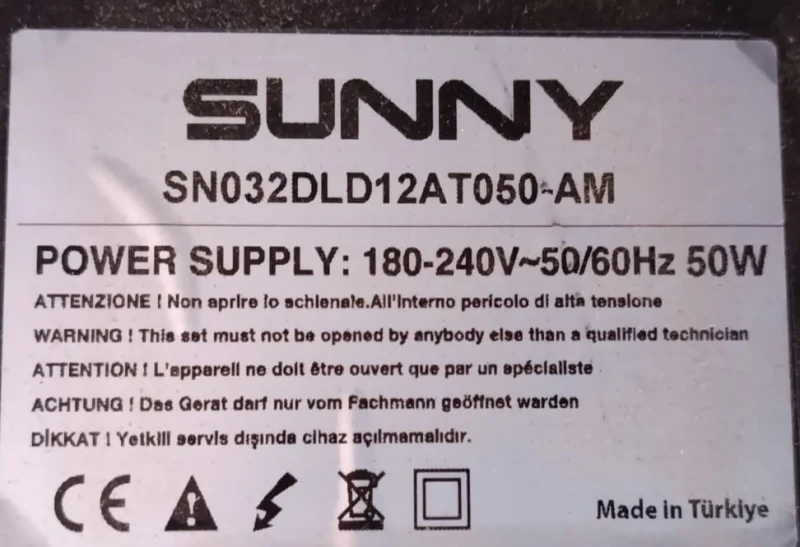 SUNNY
SN032DLD12AT050-AM
POWER SUPPLY: 180-240V~50/60Hz 50W
ATTENZIONE ! Non aprire lo schienale.All'Interno pericolo di alta tensione
WARNING ! This set must not be opened by anybody else than a qualified technician
ATTENTION ! L'appareil ne doit être ouvert que par un spécialiste
ACHTUNG ! Das Gerat darf nur vom Fachmann geöffnet warden
DİKKAT ! Yetkili servis dışında cihaz açılmamalıdır.
CE
Made in Türkiye